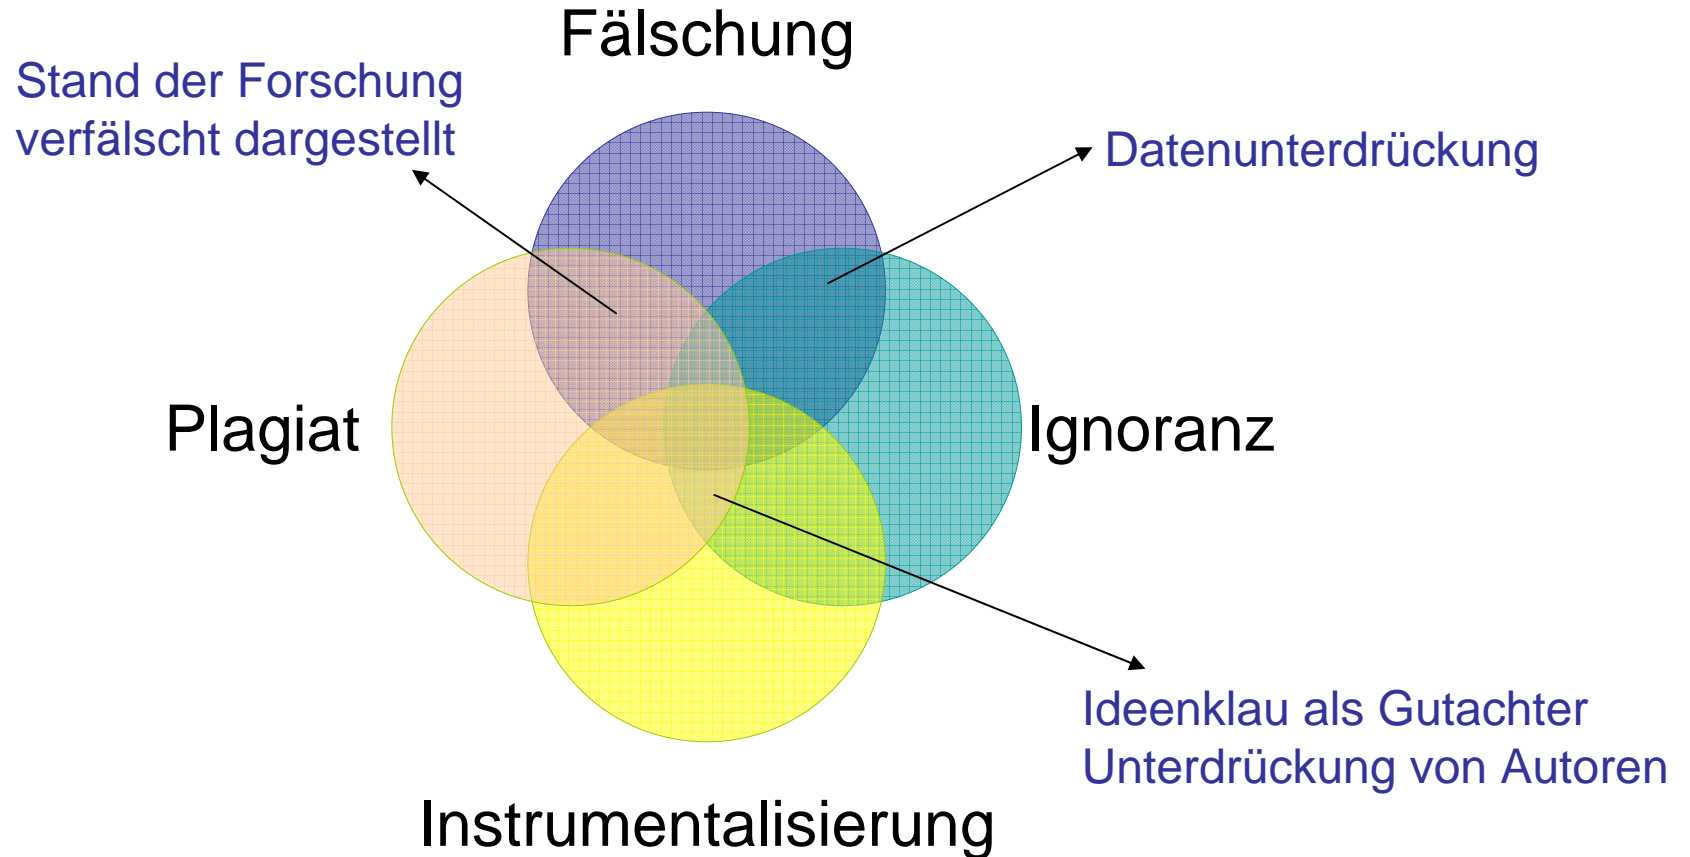 Fälschung
Stand der Forschung
verfälscht dargestellt
Datenunterdrückung
Plagiat
Ignoranz
Ideenklau als Gutachter
Unterdrückung von Autoren
Instrumentalisierung